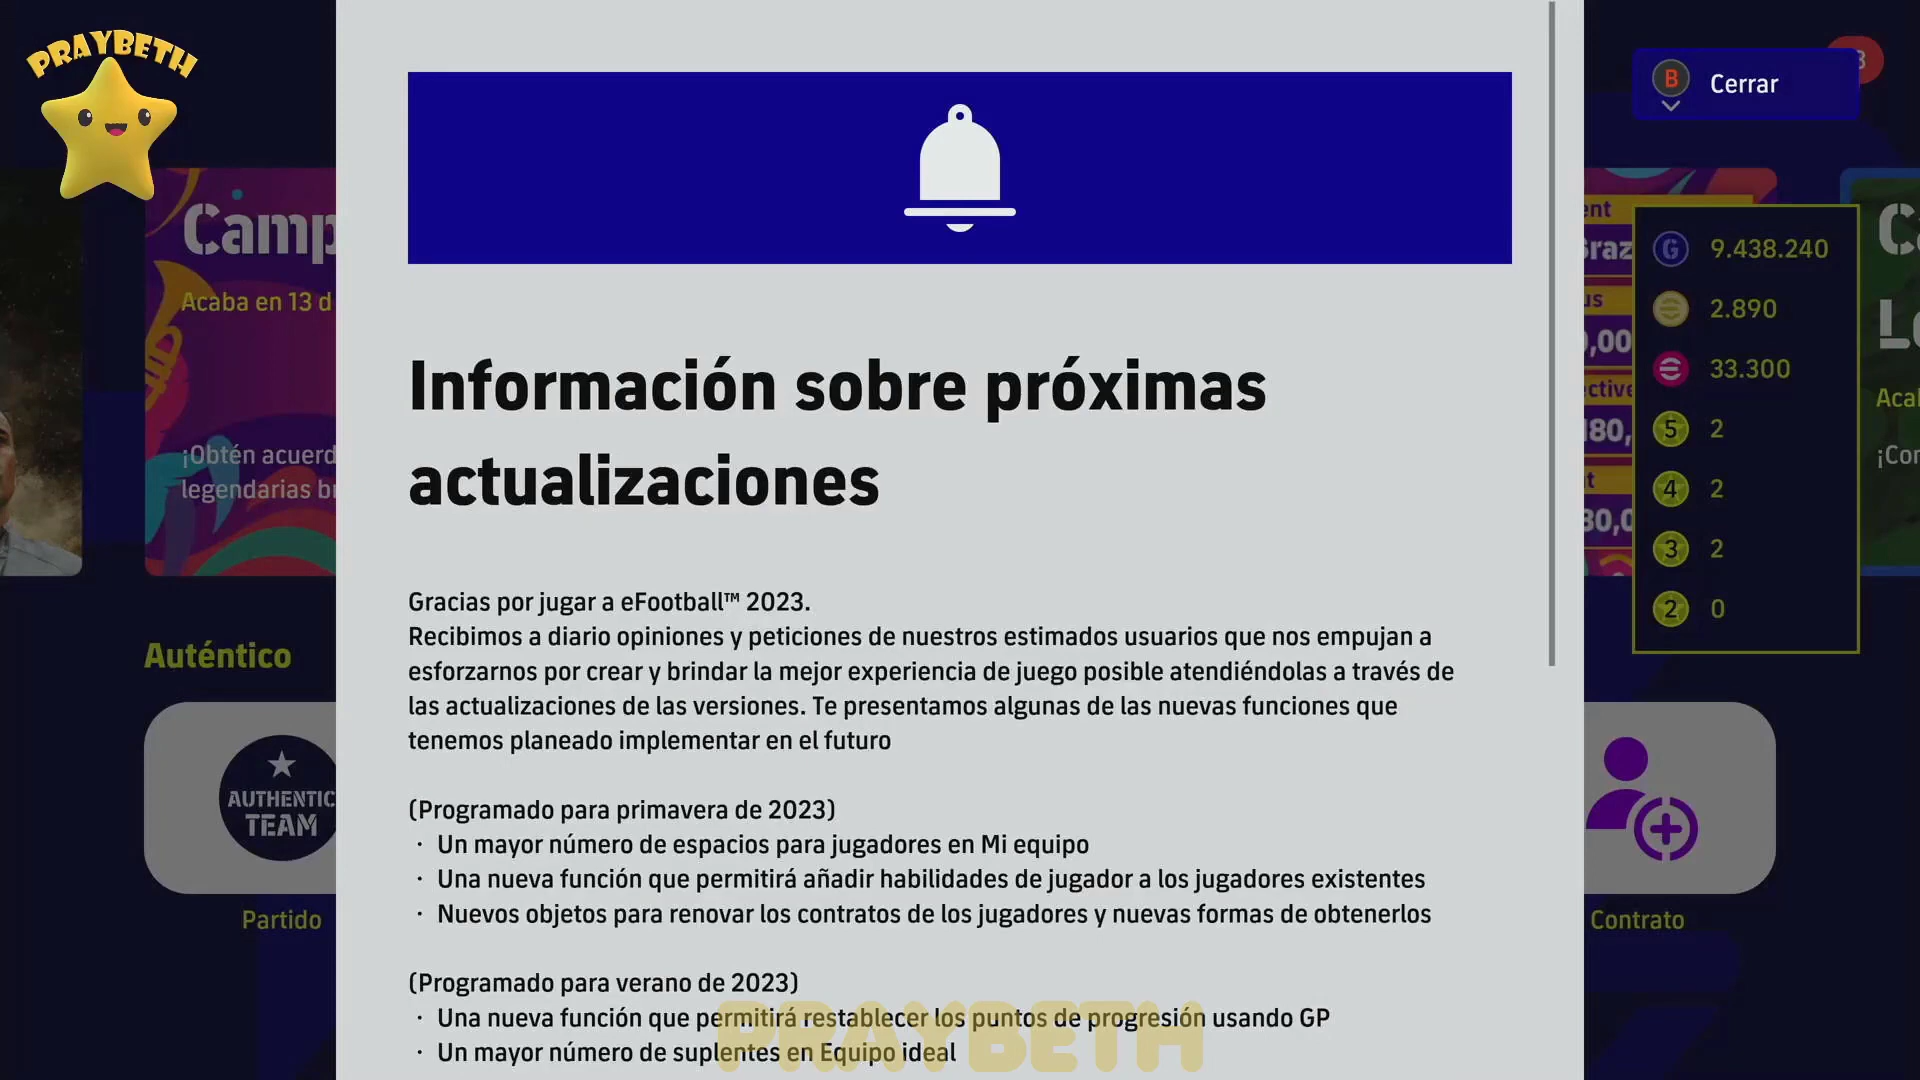 PRAYBETH
B Cerrar
Camp
Acaba en 13 d
¡Obtén acuerd
legendarias br
Información sobre próximas
actualizaciones
Gracias por jugar a eFootball™ 2023.
Recibimos a diario opiniones y peticiones de nuestros estimados usuarios que nos empujan a
esforzarnos por crear y brindar la mejor experiencia de juego posible atendiéndolas a través de
las actualizaciones de las versiones. Te presentamos algunas de las nuevas funciones que
tenemos planeado implementar en el futuro
(Programado para primavera de 2023)
· Un mayor número de espacios para jugadores en Mi equipo
· Una nueva función que permitirá añadir habilidades de jugador a los jugadores existentes
· Nuevos objetos para renovar los contratos de los jugadores y nuevas formas de obtenerlos
(Programado para verano de 2023)
· Una nueva función que permitirá restablecer los puntos de progresión usando GP
· Un mayor número de suplentes en Equipo ideal
PRAYBETH
Auténtico
AUTHENTIC
TEAM
Partido
G 9.438.240
2.890
33.300
5 2
4 2
3 2
2 0
Acal
¡Con
Contrato